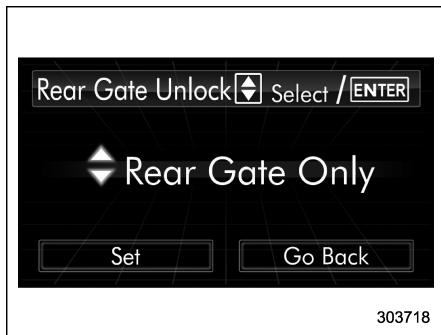 Rear Gate Unlock Select / ENTER
Rear Gate Only
Set Go Back
303718